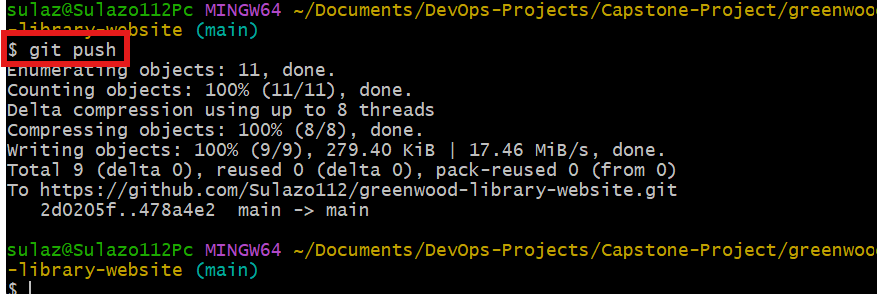 sulaz@Sulazo112Pc MINGW64 ~/Documents/DevOps-Projects/Capstone-Project/greenwood
-library-website (main)
$ git push
Enumerating objects: 11, done.
Counting objects: 100% (11/11), done.
Delta compression using up to 8 threads
Compressing objects: 100% (8/8), done.
Writing objects: 100% (9/9), 279.40 KiB | 17.46 MiB/s, done.
Total 9 (delta 0), reused 0 (delta 0), pack-reused 0 (from 0)
To https://github.com/Sulazo112/greenwood-library-website.git
   2d0205f..478a4e2  main -> main

sulaz@Sulazo112Pc MINGW64 ~/Documents/DevOps-Projects/Capstone-Project/greenwood
-library-website (main)
$